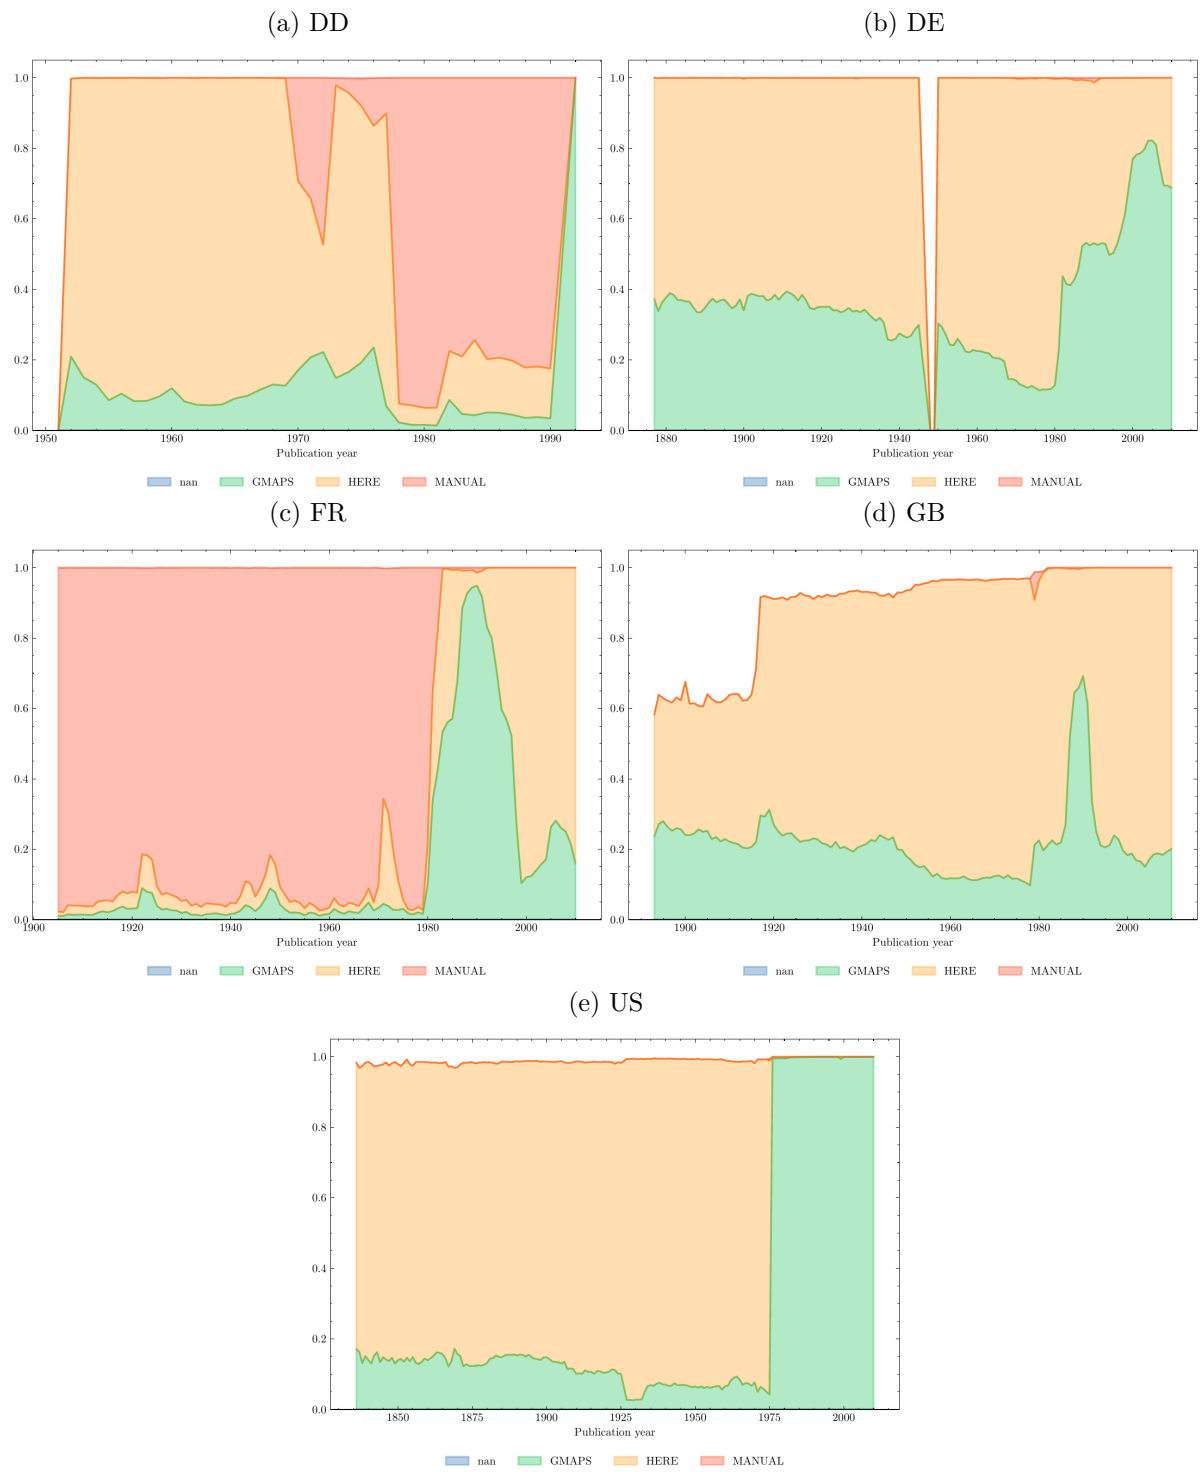 (a) DD
(b) DE
1.0
0.8
0.6
0.4
0.2
0.0
1950 1960 1970 1980 1990
Publication year
nan GMAPS HERE MANUAL
1.0
0.8
0.6
0.4
0.2
0.0
1880 1900 1920 1940 1960 1980 2000
Publication year
nan GMAPS HERE MANUAL
(c) FR
(d) GB
1.0
0.8
0.6
0.4
0.2
0.0
1900 1920 1940 1960 1980 2000
Publication year
nan GMAPS HERE MANUAL
1.0
0.8
0.6
0.4
0.2
0.0
1900 1920 1940 1960 1980 2000
Publication year
nan GMAPS HERE MANUAL
(e) US
1.0
0.8
0.6
0.4
0.2
0.0
1850 1875 1900 1925 1950 1975 2000
Publication year
nan GMAPS HERE MANUAL